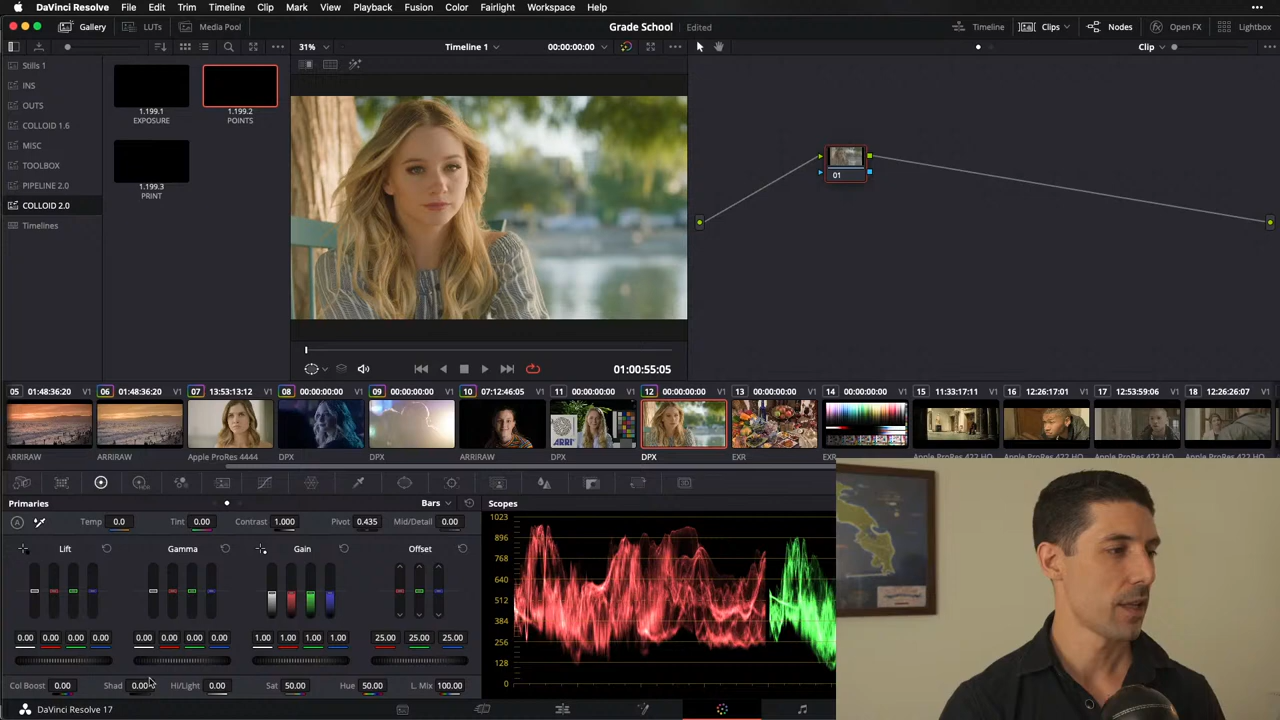 DaVinci Resolve File Edit Trim Timeline Clip Mark View Playback Fusion Color Fairlight Workspace Help
Gallery LUTs Media Pool Grade School Edited Timeline Clips Nodes Open FX Lightbox
31% Timeline 1 00:00:00:00 Clip
Stills 1
INS
OUTS
COLLOID 1.6
MISC
TOOLBOX
PIPELINE 2.0
COLLOID 2.0
Timelines
1.199.1 1.199.2
EXPOSURE POINTS
1.199.3
PRINT
01
01:00:55:05
05 01:48:36:20 V1 06 01:48:36:20 V1 07 13:53:13:12 V1 08 00:00:00:00 V1 09 00:00:00:00 V1 10 07:12:46:05 V1 11 00:00:00:00 V1 12 00:00:00:00 V1 13 00:00:00:00 V1 14 00:00:00:00 V1 15 11:33:17:11 V1 16 12:26:17:01 V1 17 12:53:59:06 V1 18 12:26:26:07
ARRI
ARRIRAW ARRIRAW Apple ProRes 4444 DPX DPX ARRIRAW DPX DPX EXR EXR Apple ProRes 422 HQ Apple ProRes 422 HQ Apple ProRes 422 HQ Apple ProRes 422 HQ
Primaries Bars Scopes
A Temp 0.0 Tint 0.00 Contrast 1.000 Pivot 0.435 Mid/Detail 0.00
Lift Gamma Gain Offset
0.00 0.00 0.00 0.00 0.00 0.00 0.00 0.00 1.00 1.00 1.00 1.00 25.00 25.00 25.00
Col Boost 0.00 Shad 0.00 Hi/Light 0.00 Sat 50.00 Hue 50.00 L. Mix 100.00
1023
896
768
640
512
384
256
128
0
DaVinci Resolve 17